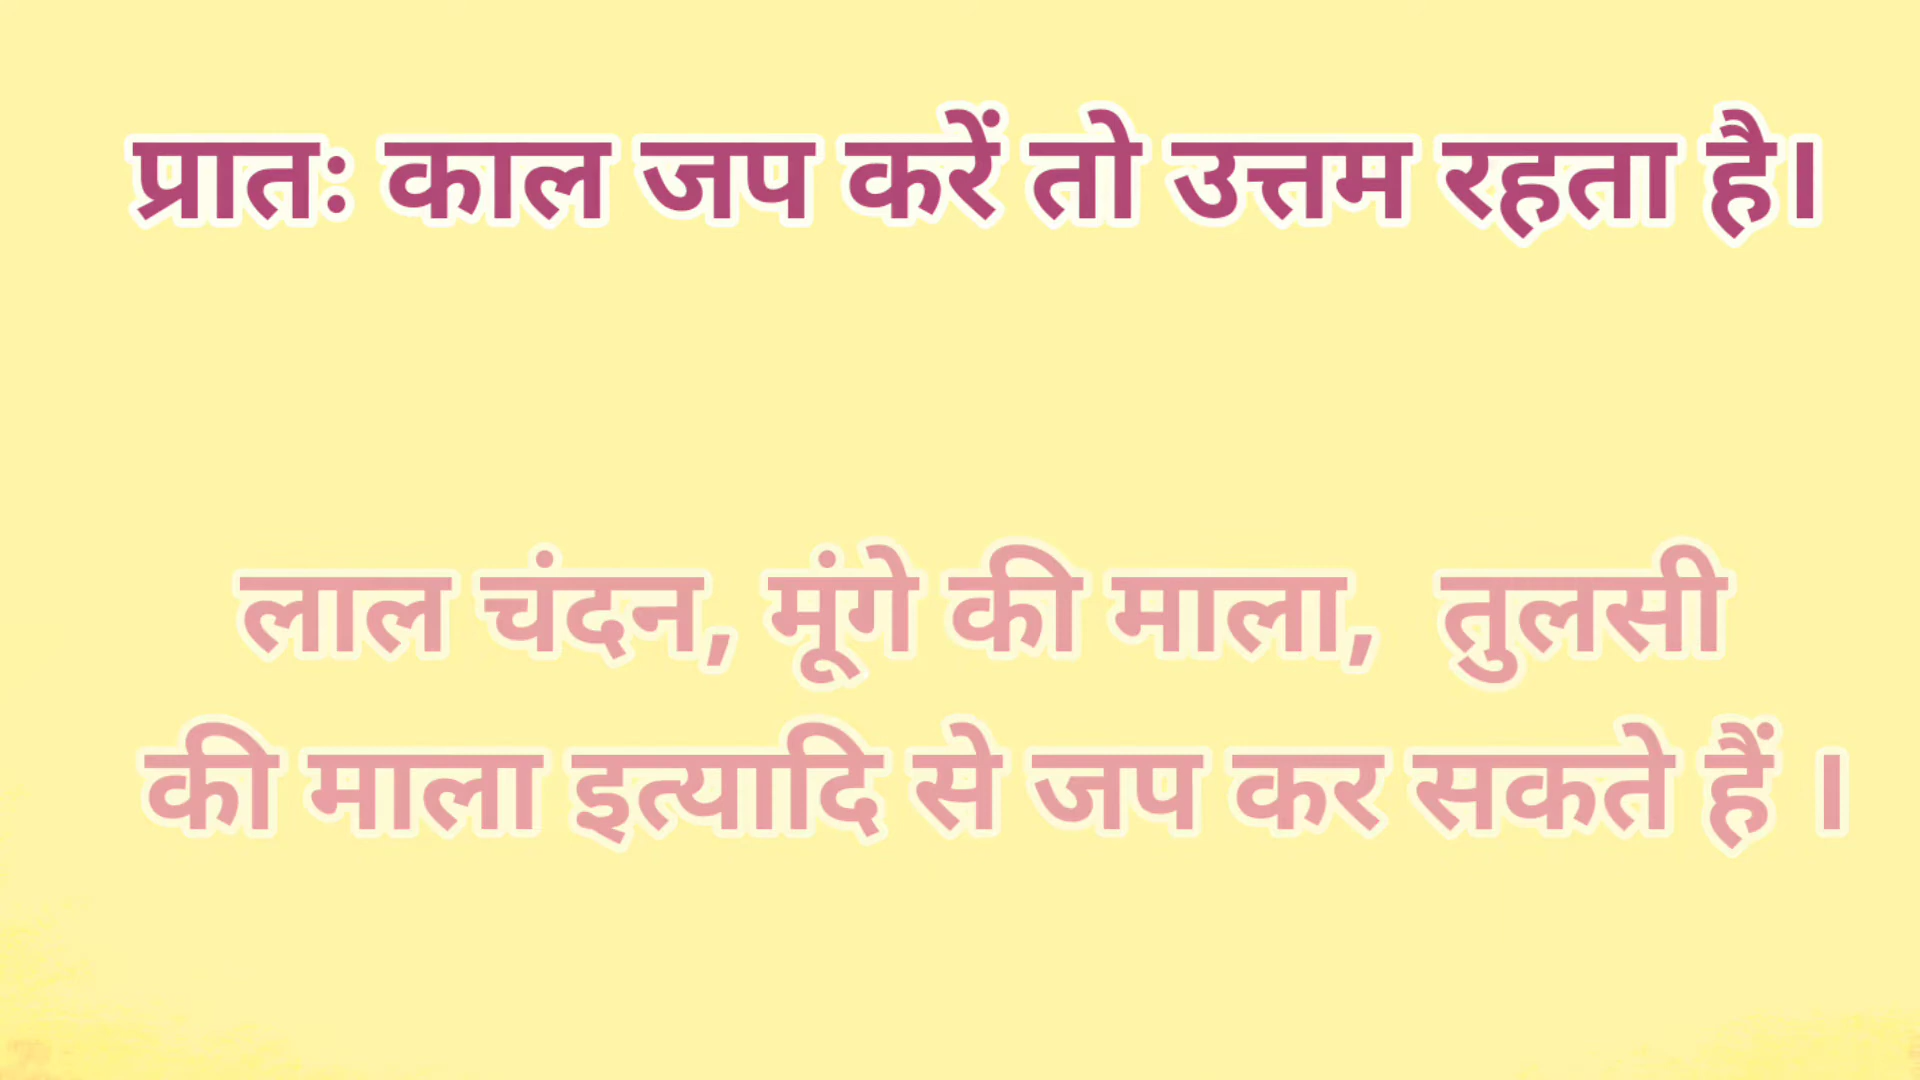 प्रातः काल जप करें तो उत्तम रहता है।
लाल चंदन, मूंगे की माला, तुलसी
की माला इत्यादि से जप कर सकते हैं ।